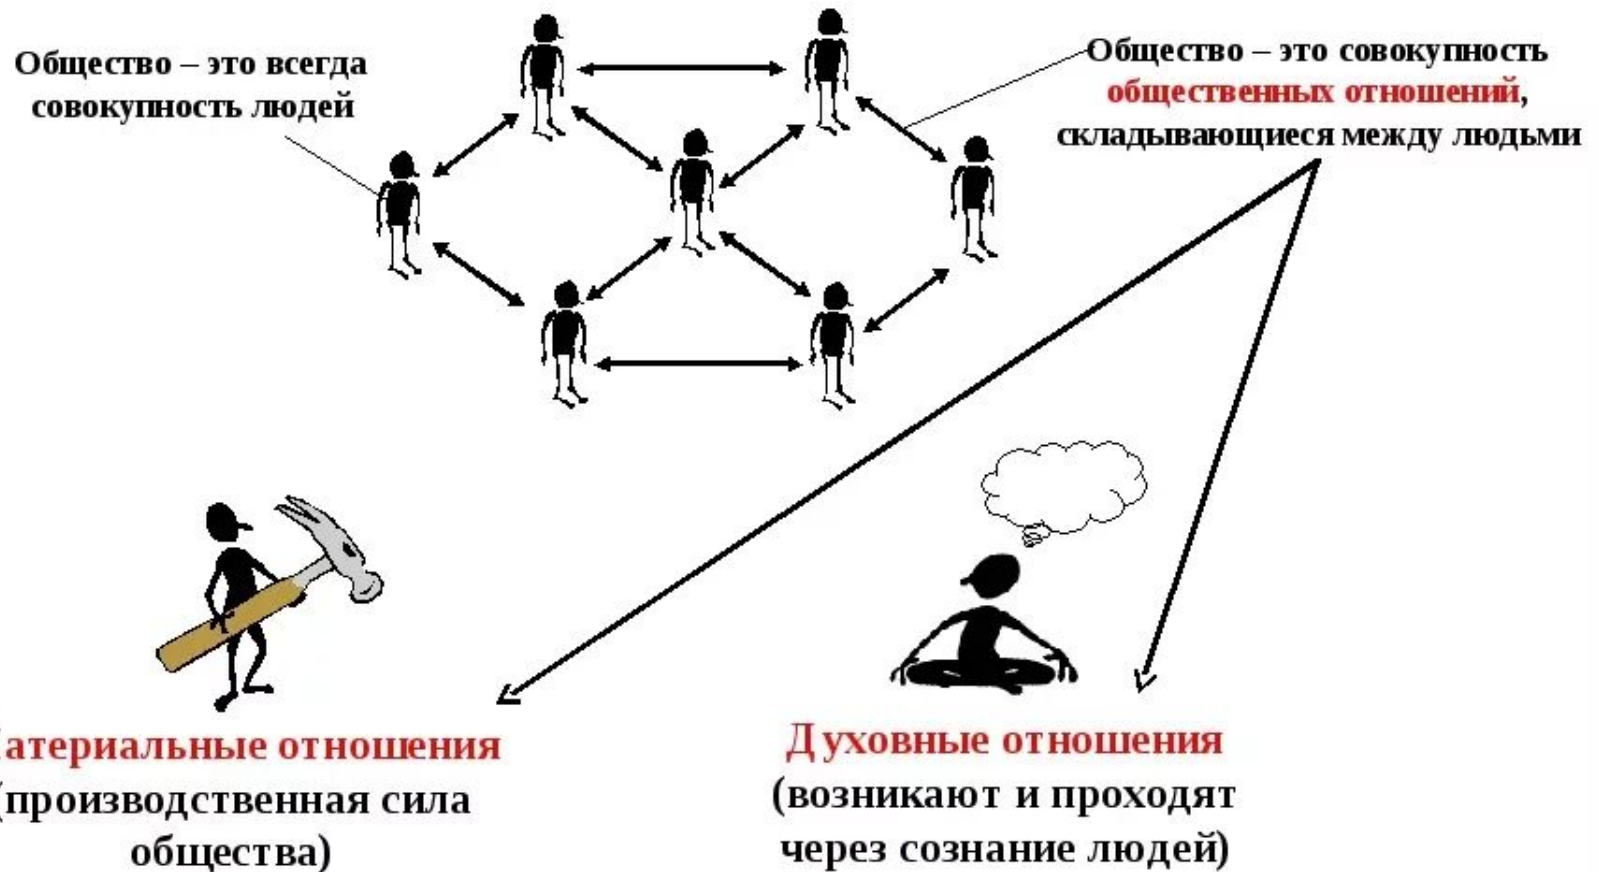 Общество – это всегда
совокупность людей
Общество – это совокупность
общественных отношений,
складывающиеся между людьми
атериальные отношения
(производственная сила
общества)
Духовные отношения
(возникают и проходят
через сознание людей)